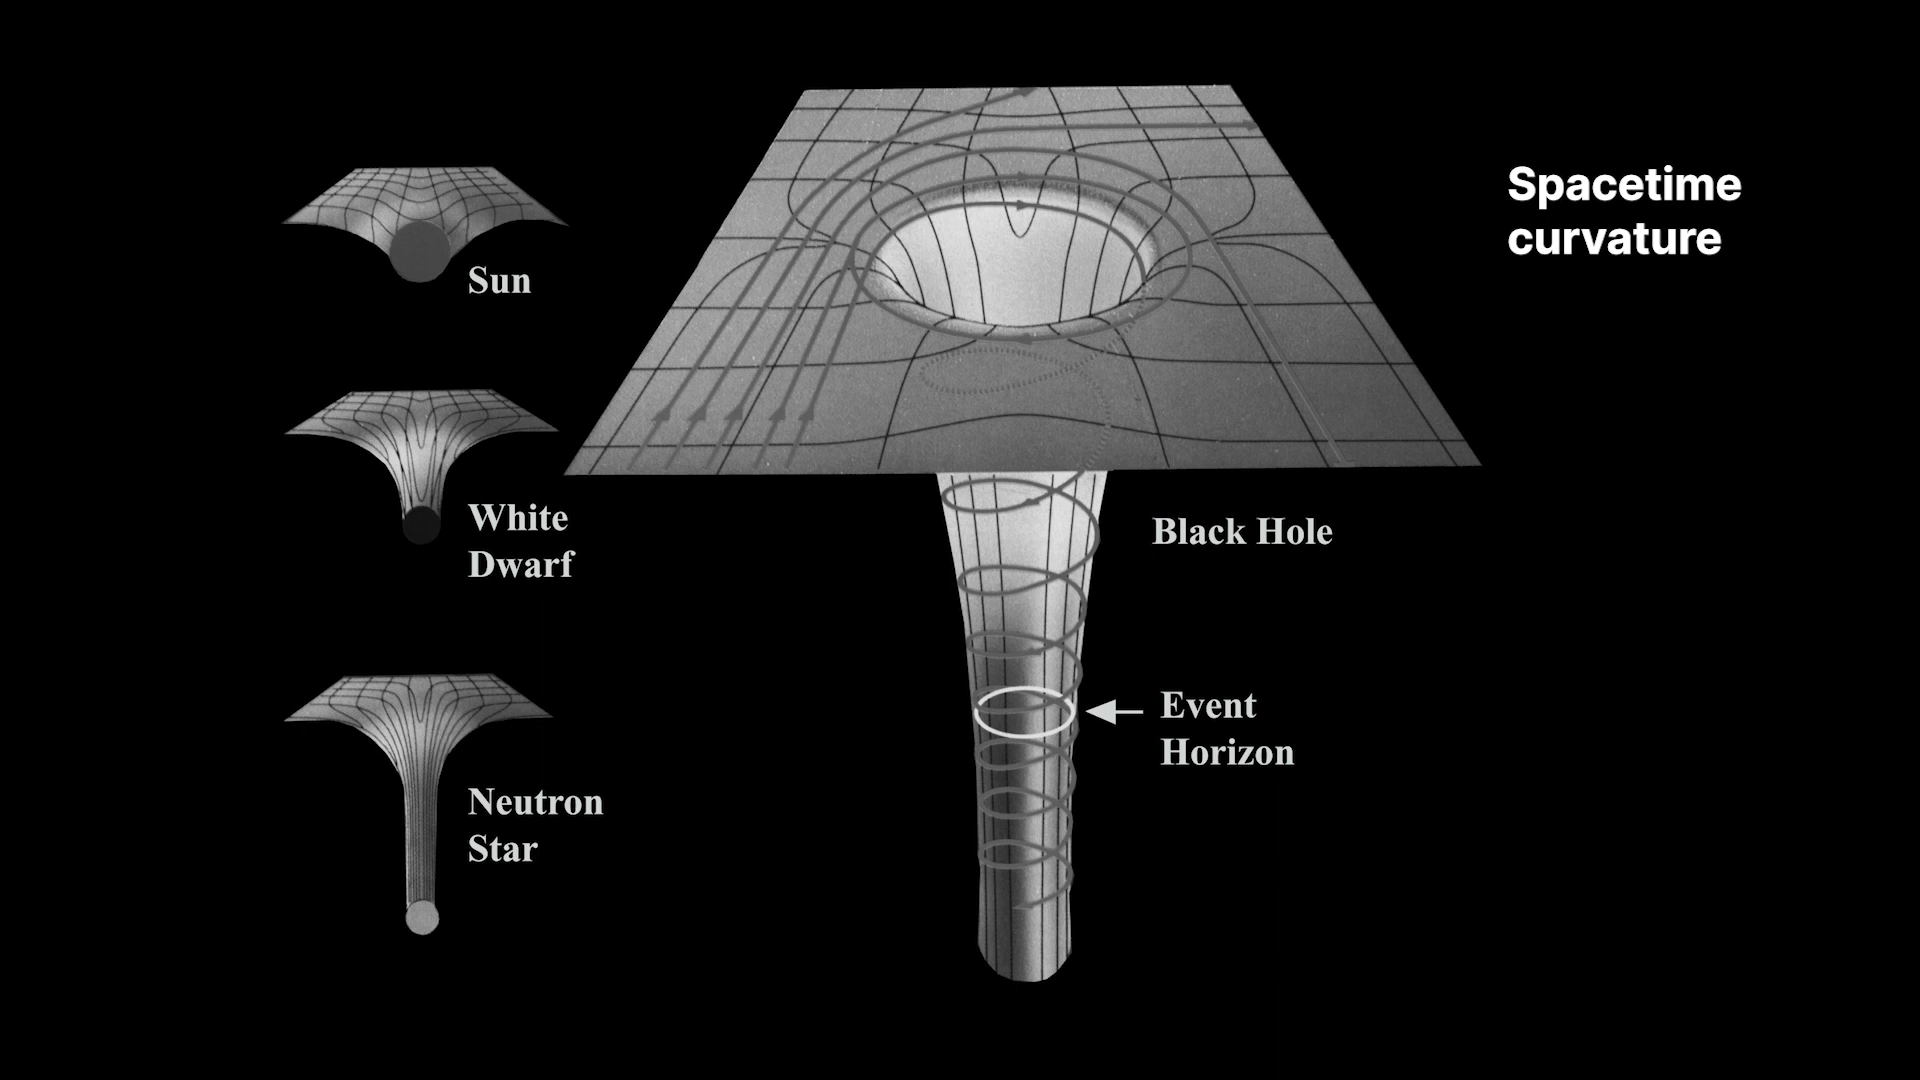 Spacetime
curvature
Sun
White
Dwarf
Neutron
Star
Black Hole
Event
Horizon